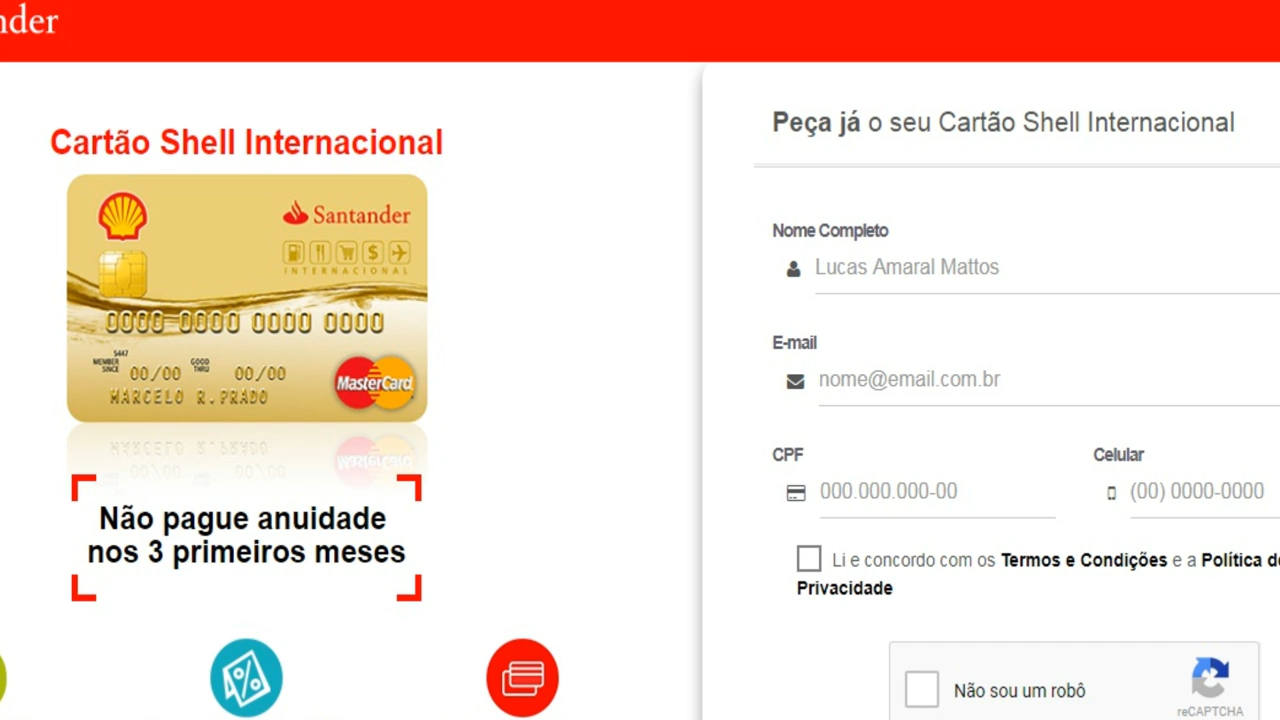 nder
Cartão Shell Internacional
Santander
INTERNACIONAL
0000 0000 0000 0000
5447
MEMBER SINCE 00/00 GOOD THRU 00/00
MARCELO R.PRADO
MasterCard
Não pague anuidade
nos 3 primeiros meses
Peça já o seu Cartão Shell Internacional
Nome Completo
Lucas Amaral Mattos
E-mail
nome@email.com.br
CPF
Celular
000.000.000-00
(00) 0000-0000
Li e concordo com os Termos e Condições e a Política de
Privacidade
Não sou um robô
reCAPTCHA